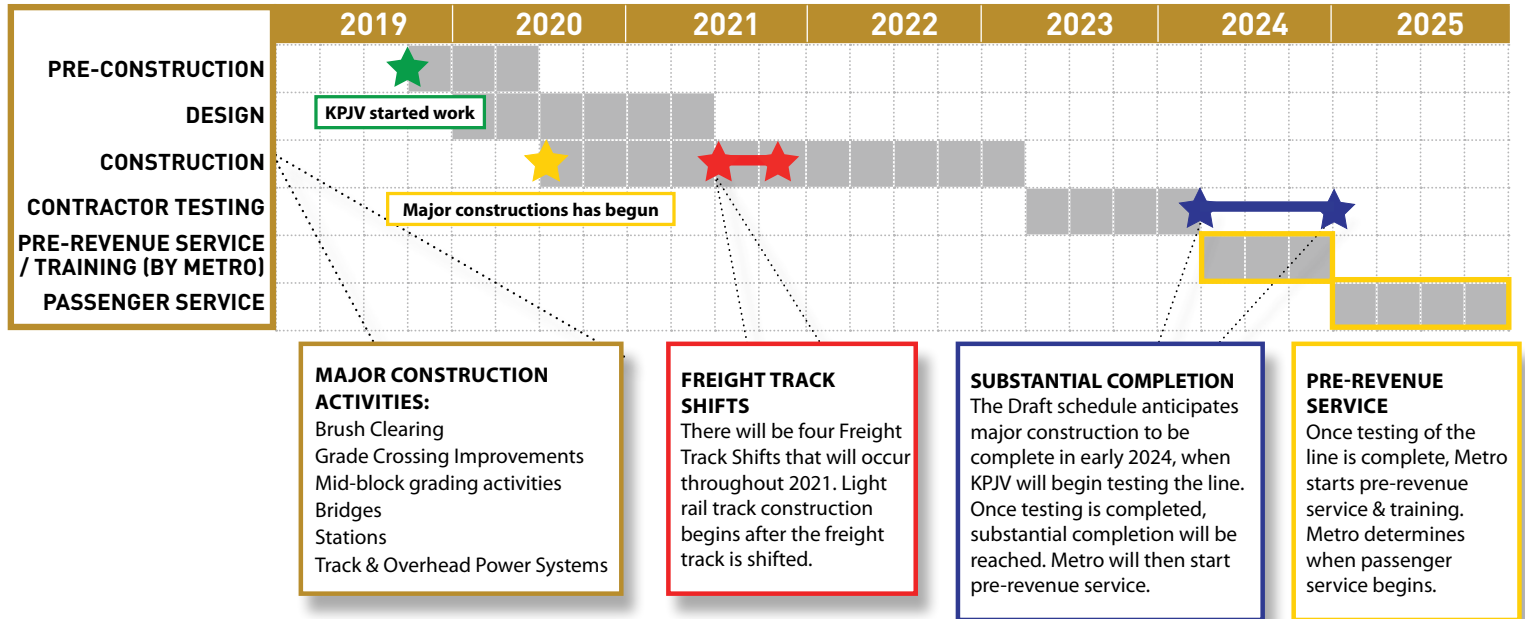 2019 2020 2021 2022 2023 2024 2025
PRE-CONSTRUCTION
KPJV started work
DESIGN
CONSTRUCTION
Major constructions has begun
CONTRACTOR TESTING
PRE-REVENUE SERVICE
/ TRAINING (BY METRO)
PASSENGER SERVICE
MAJOR CONSTRUCTION
ACTIVITIES:
Brush Clearing
Grade Crossing Improvements
Mid-block grading activities
Bridges
Stations
Track & Overhead Power Systems
FREIGHT TRACK
SHIFTS
There will be four Freight
Track Shifts that will occur
throughout 2021. Light
rail track construction
begins after the freight
track is shifted.
SUBSTANTIAL COMPLETION
The Draft schedule anticipates
major construction to be
complete in early 2024, when
KPJV will begin testing the line.
Once testing is completed,
substantial completion will be
reached. Metro will then start
pre-revenue service.
PRE-REVENUE
SERVICE
Once testing of the
line is complete, Metro
starts pre-revenue
service & training.
Metro determines
when passenger
service begins.